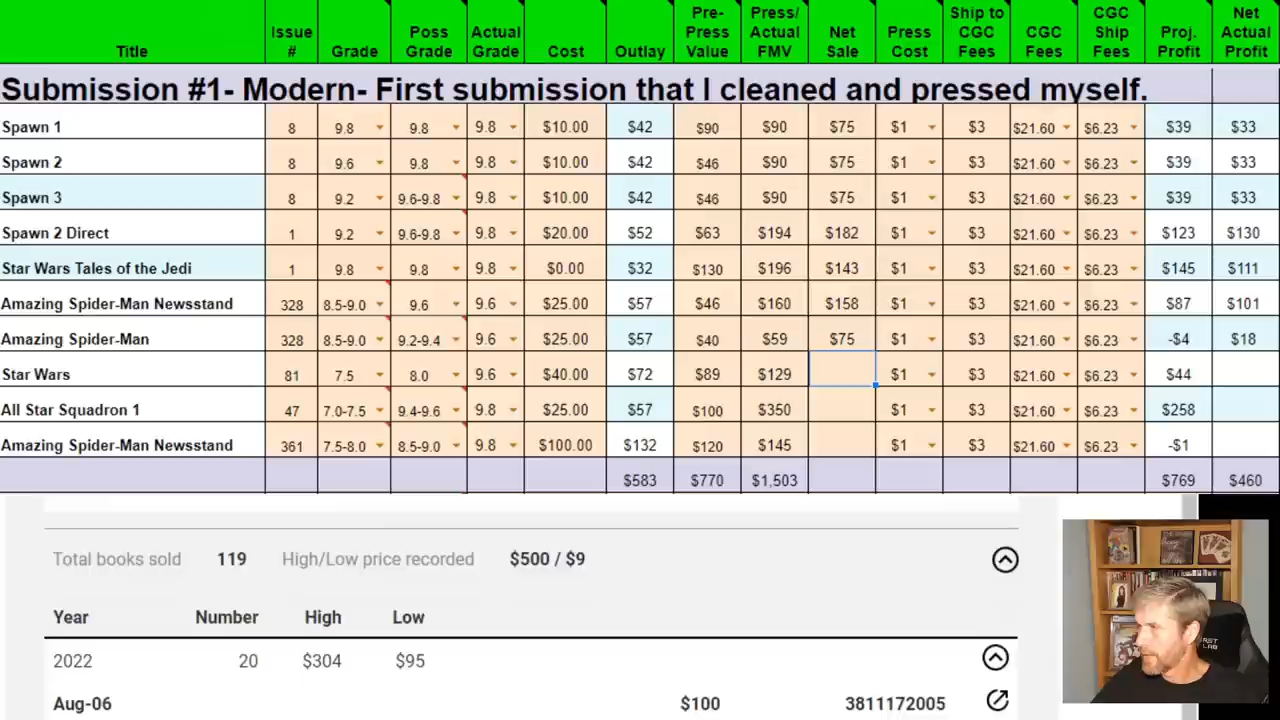 Title Issue # Grade Poss Grade Actual Grade Cost Outlay Pre-Press Value Press/Actual FMV Net Sale Press Cost Ship to CGC Fees CGC Fees CGC Ship Fees Proj. Profit Net Actual Profit
Submission #1- Modern- First submission that I cleaned and pressed myself.
Spawn 1 8 9.8 9.8 9.8 $10.00 $42 $90 $90 $75 $1 $3 $21.60 $6.23 $39 $33
Spawn 2 8 9.6 9.8 9.8 $10.00 $42 $46 $90 $75 $1 $3 $21.60 $6.23 $39 $33
Spawn 3 8 9.2 9.6-9.8 9.8 $10.00 $42 $46 $90 $75 $1 $3 $21.60 $6.23 $39 $33
Spawn 2 Direct 1 9.2 9.6-9.8 9.8 $20.00 $52 $63 $194 $182 $1 $3 $21.60 $6.23 $123 $130
Star Wars Tales of the Jedi 1 9.8 9.8 9.8 $0.00 $32 $130 $196 $143 $1 $3 $21.60 $6.23 $145 $111
Amazing Spider-Man Newsstand 328 8.5-9.0 9.6 9.6 $25.00 $57 $46 $160 $158 $1 $3 $21.60 $6.23 $87 $101
Amazing Spider-Man 328 8.5-9.0 9.2-9.4 9.6 $25.00 $57 $40 $59 $75 $1 $3 $21.60 $6.23 -$4 $18
Star Wars 81 7.5 8.0 9.6 $40.00 $72 $89 $129 $1 $3 $21.60 $6.23 $44
All Star Squadron 1 47 7.0-7.5 9.4-9.6 9.8 $25.00 $57 $100 $350 $1 $3 $21.60 $6.23 $258
Amazing Spider-Man Newsstand 361 7.5-8.0 8.5-9.0 9.8 $100.00 $132 $120 $145 $1 $3 $21.60 $6.23 -$1
$583 $770 $1,503 $769 $460
Total books sold 119 High/Low price recorded $500 / $9
Year Number High Low
2022 20 $304 $95
Aug-06 $100 3811172005